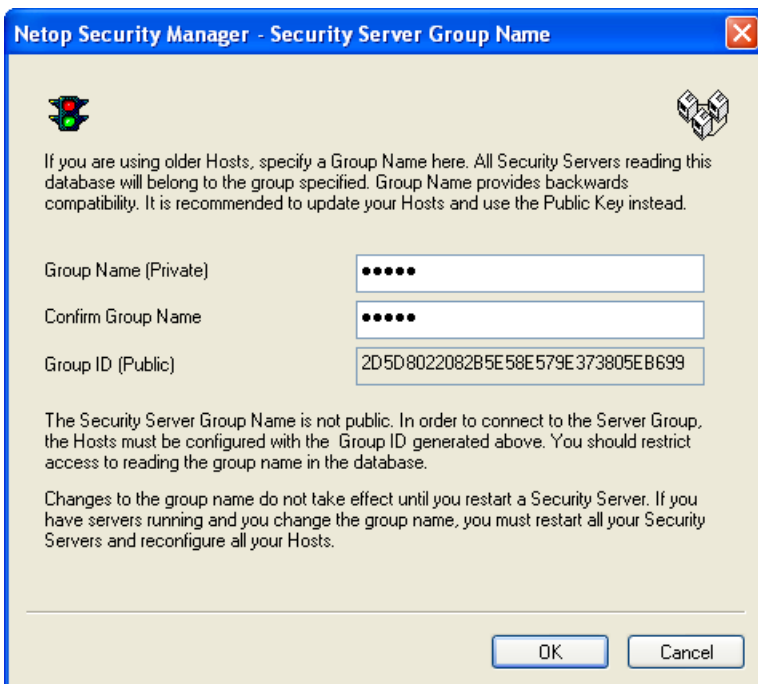 Netop Security Manager - Security Server Group Name
If you are using older Hosts, specify a Group Name here. All Security Servers reading this
database will belong to the group specified. Group Name provides backwards
compatibility. It is recommended to update your Hosts and use the Public Key instead.
Group Name (Private)
●●●●●
Confirm Group Name
●●●●●
Group ID (Public)
2D5D8022082B5E58E579E373805EB699
The Security Server Group Name is not public. In order to connect to the Server Group,
the Hosts must be configured with the Group ID generated above. You should restrict
access to reading the group name in the database.
Changes to the group name do not take effect until you restart a Security Server. If you
have servers running and you change the group name, you must restart all your Security
Servers and reconfigure all your Hosts.
OK
Cancel